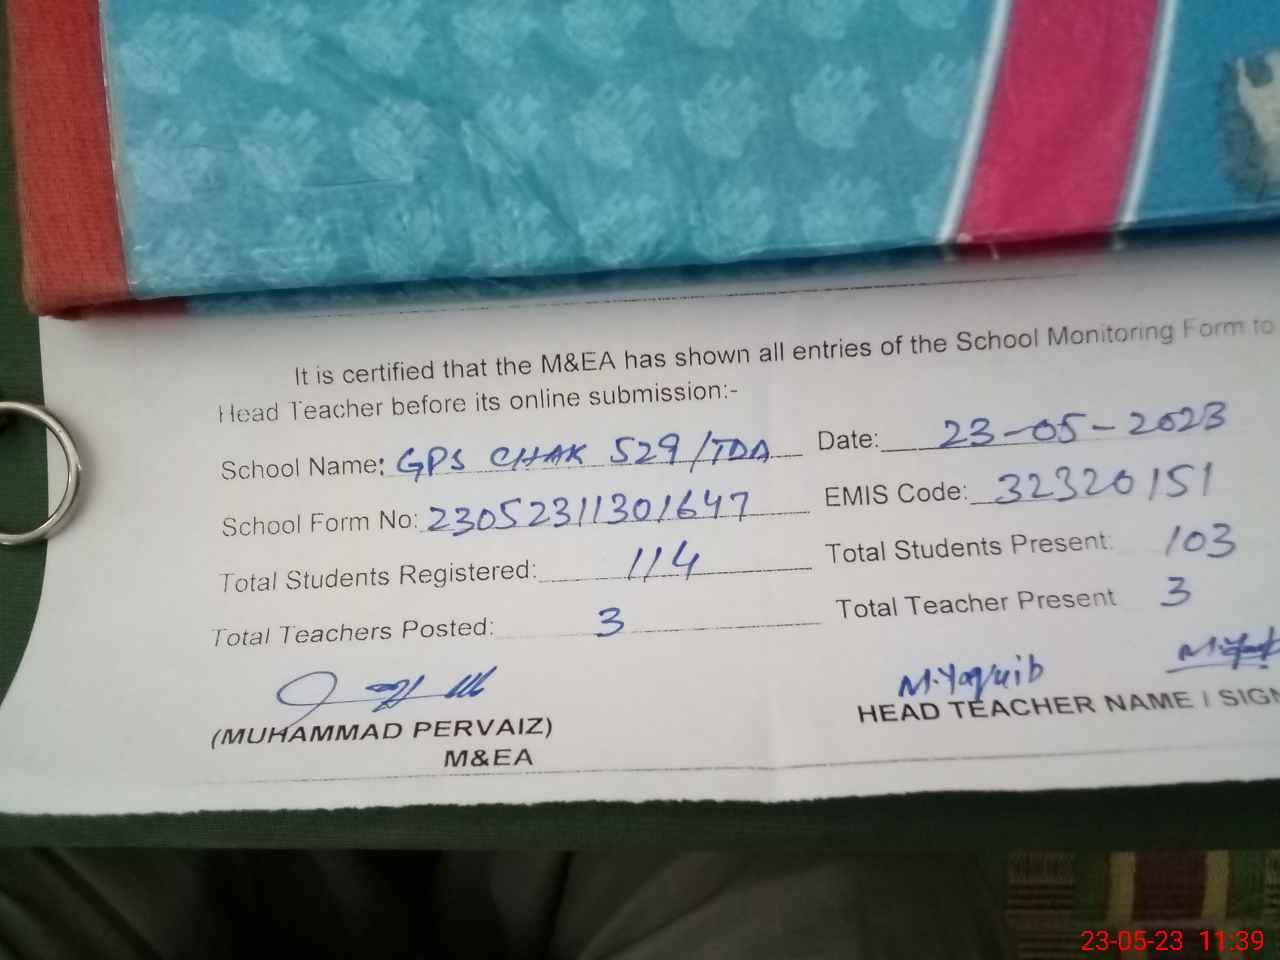 It is certified that the M&EA has shown all entries of the School Monitoring Form to
Head Teacher before its online submission:-
School Name: GPS CHAK 529/TDA Date: 23-05-2023
School Form No: 23052311301647 EMIS Code: 32320151
Total Students Registered: 114 Total Students Present: 103
Total Teachers Posted: 3 Total Teacher Present 3
M.Yaquib
(MUHAMMAD PERVAIZ) HEAD TEACHER NAME / SIGN
M&EA
23-05-23 11:39